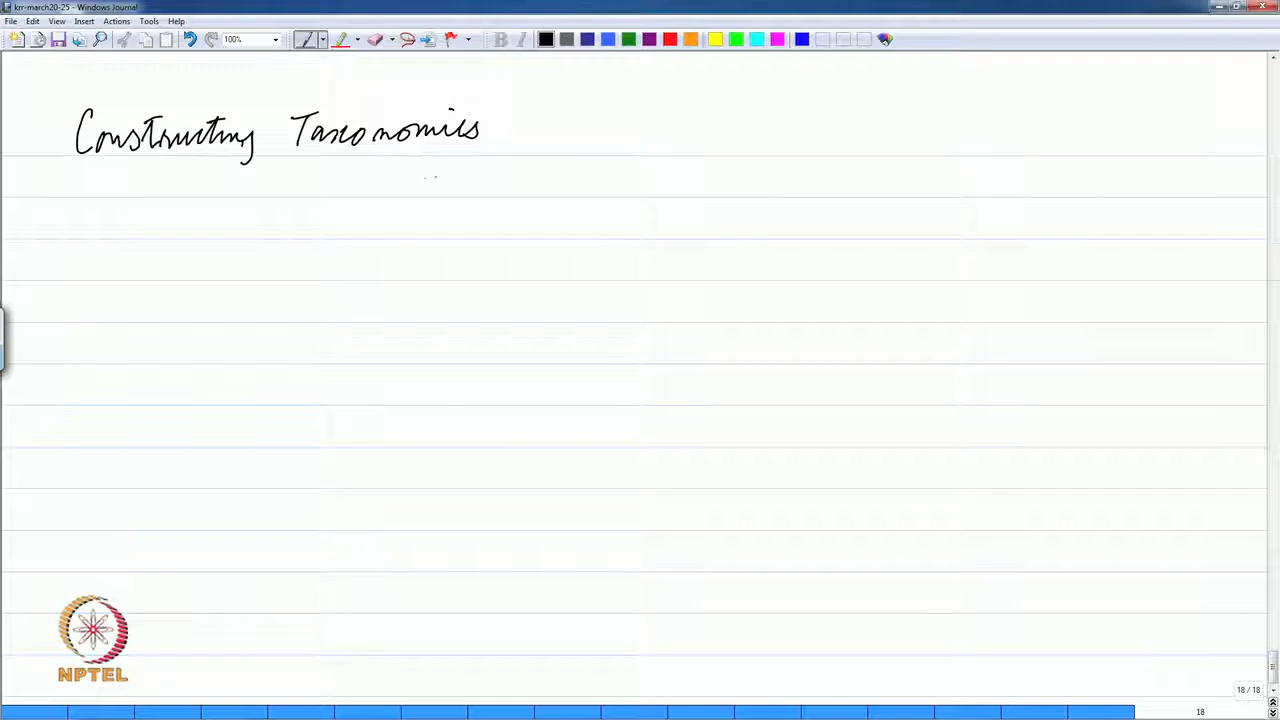 krr-march20-25 - Windows Journal
File Edit View Insert Actions Tools Help
100%
B I
Constructing Taxonomies
NPTEL
18 / 18
18